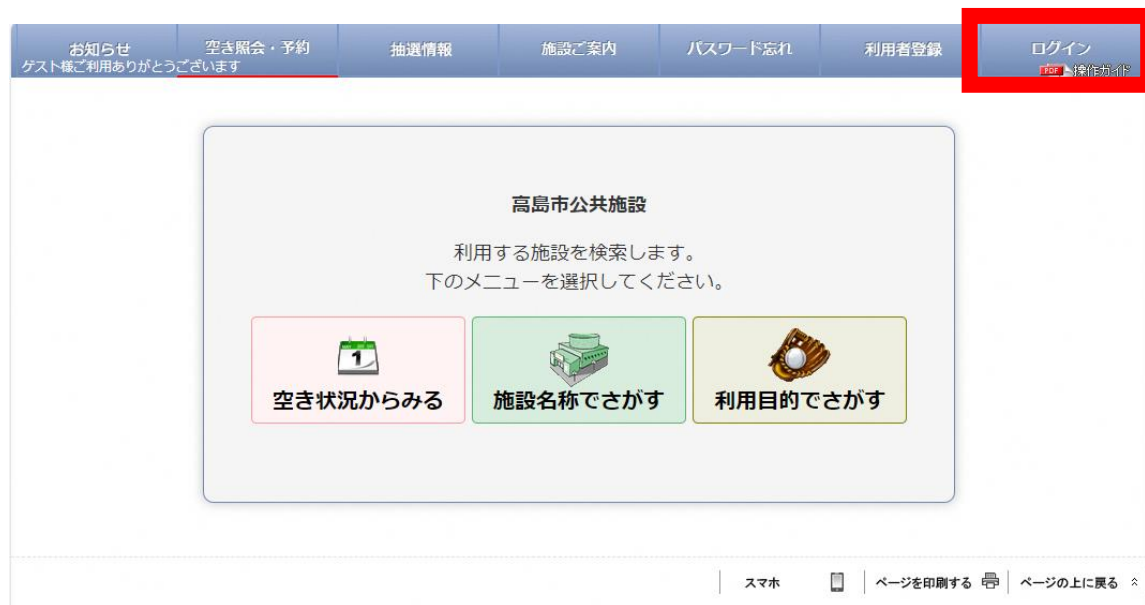 お知らせ 空き照会・予約 抽選情報 施設ご案内 パスワード忘れ 利用者登録 ログイン
ゲスト様ご利用ありがとうございます PDF 操作ガイド
高島市公共施設
利用する施設を検索します。
下のメニューを選択してください。
1
空き状況からみる 施設名称でさがす 利用目的でさがす
スマホ ページを印刷する ページの上に戻る